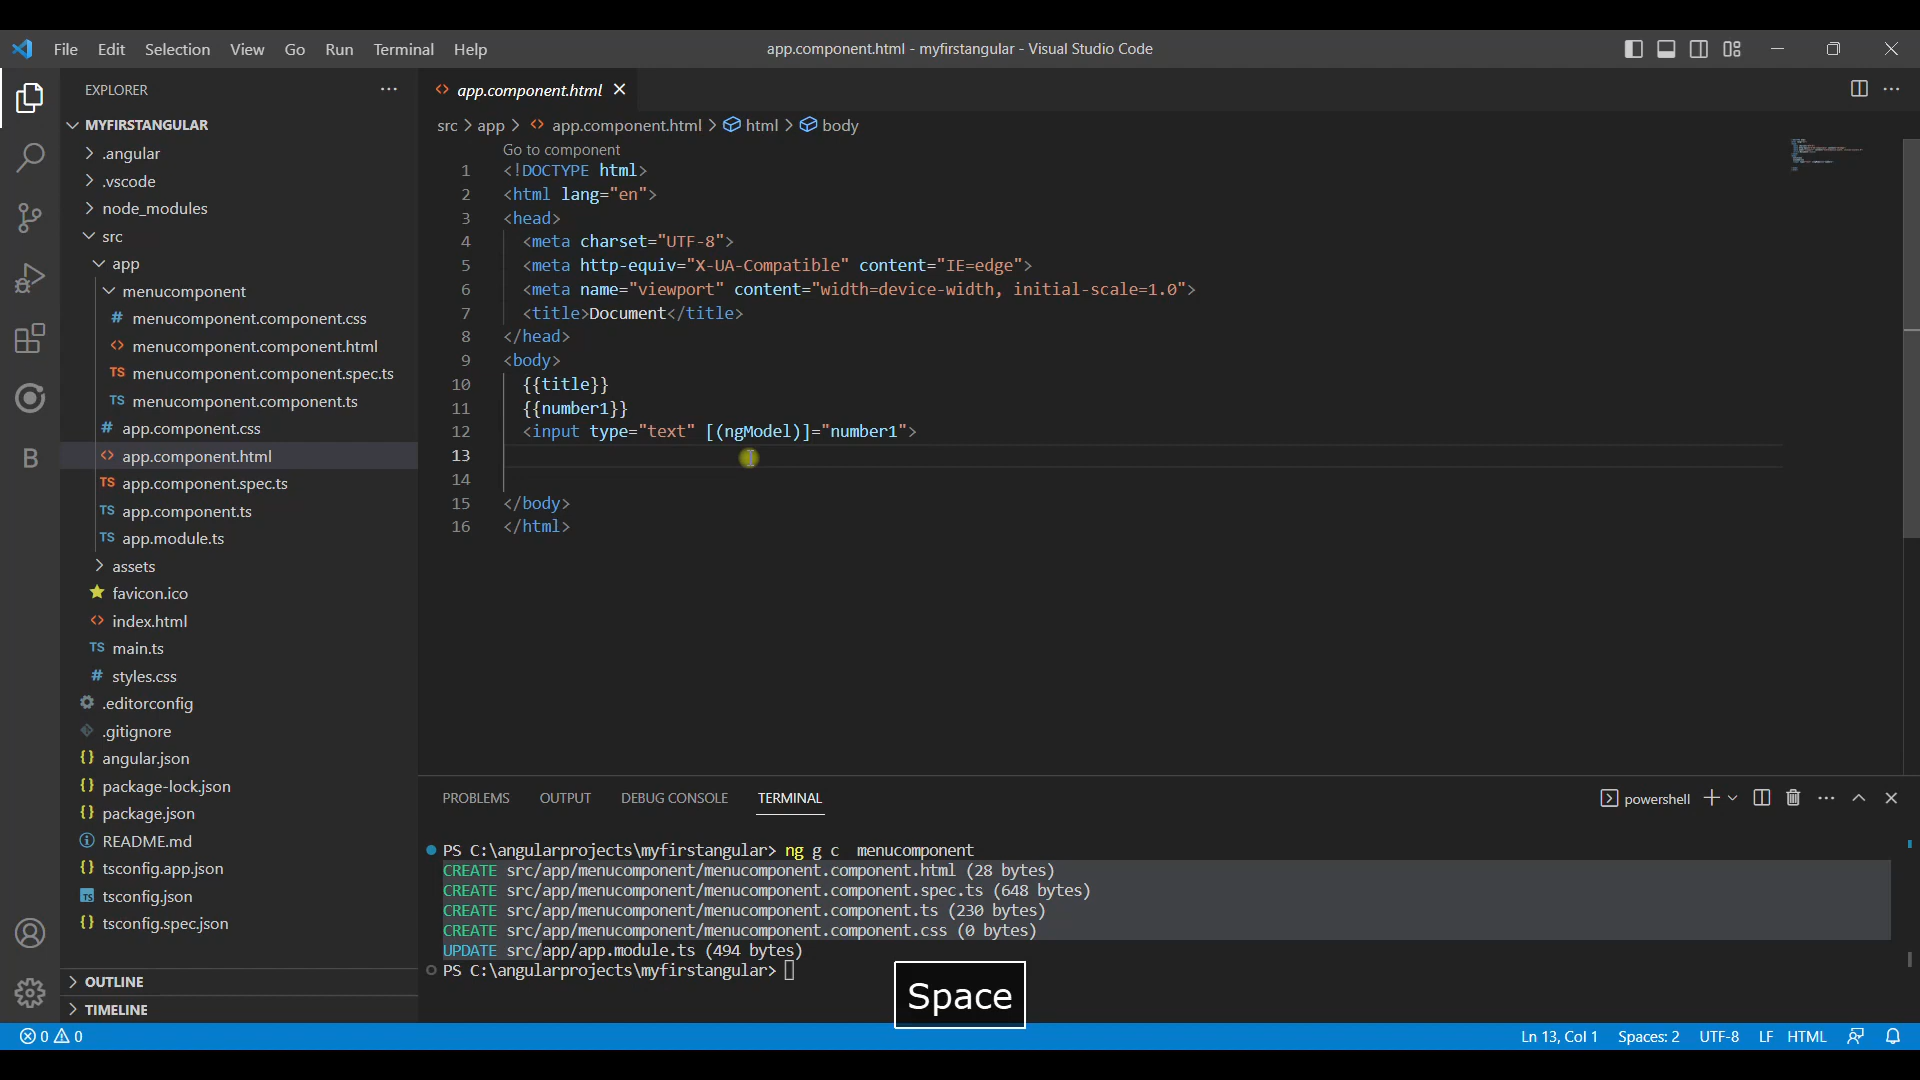 File Edit Selection View Go Run Terminal Help
app.component.html - myfirstangular - Visual Studio Code
EXPLORER
MYFIRSTANGULAR
.angular
.vscode
node_modules
src
app
menucomponent
# menucomponent.component.css
<> menucomponent.component.html
TS menucomponent.component.spec.ts
TS menucomponent.component.ts
# app.component.css
<> app.component.html
TS app.component.spec.ts
TS app.component.ts
TS app.module.ts
assets
favicon.ico
<> index.html
TS main.ts
# styles.css
.editorconfig
.gitignore
{} angular.json
{} package-lock.json
{} package.json
README.md
{} tsconfig.app.json
TS tsconfig.json
{} tsconfig.spec.json
OUTLINE
TIMELINE
B
<> app.component.html
src > app > <> app.component.html > html > body
Go to component
1 <!DOCTYPE html>
2 <html lang="en">
3 <head>
4 <meta charset="UTF-8">
5 <meta http-equiv="X-UA-Compatible" content="IE=edge">
6 <meta name="viewport" content="width=device-width, initial-scale=1.0">
7 <title>Document</title>
8 </head>
9 <body>
10 {{title}}
11 {{number1}}
12 <input type="text" [(ngModel)]="number1">
13
14
15 </body>
16 </html>
PROBLEMS OUTPUT DEBUG CONSOLE TERMINAL
powershell
PS C:\angularprojects\myfirstangular> ng g c  menucomponent
CREATE src/app/menucomponent/menucomponent.component.html (28 bytes)
CREATE src/app/menucomponent/menucomponent.component.spec.ts (648 bytes)
CREATE src/app/menucomponent/menucomponent.component.ts (230 bytes)
CREATE src/app/menucomponent/menucomponent.component.css (0 bytes)
UPDATE src/app/app.module.ts (494 bytes)
PS C:\angularprojects\myfirstangular>
Space
0 0
Ln 13, Col 1 Spaces: 2 UTF-8 LF HTML